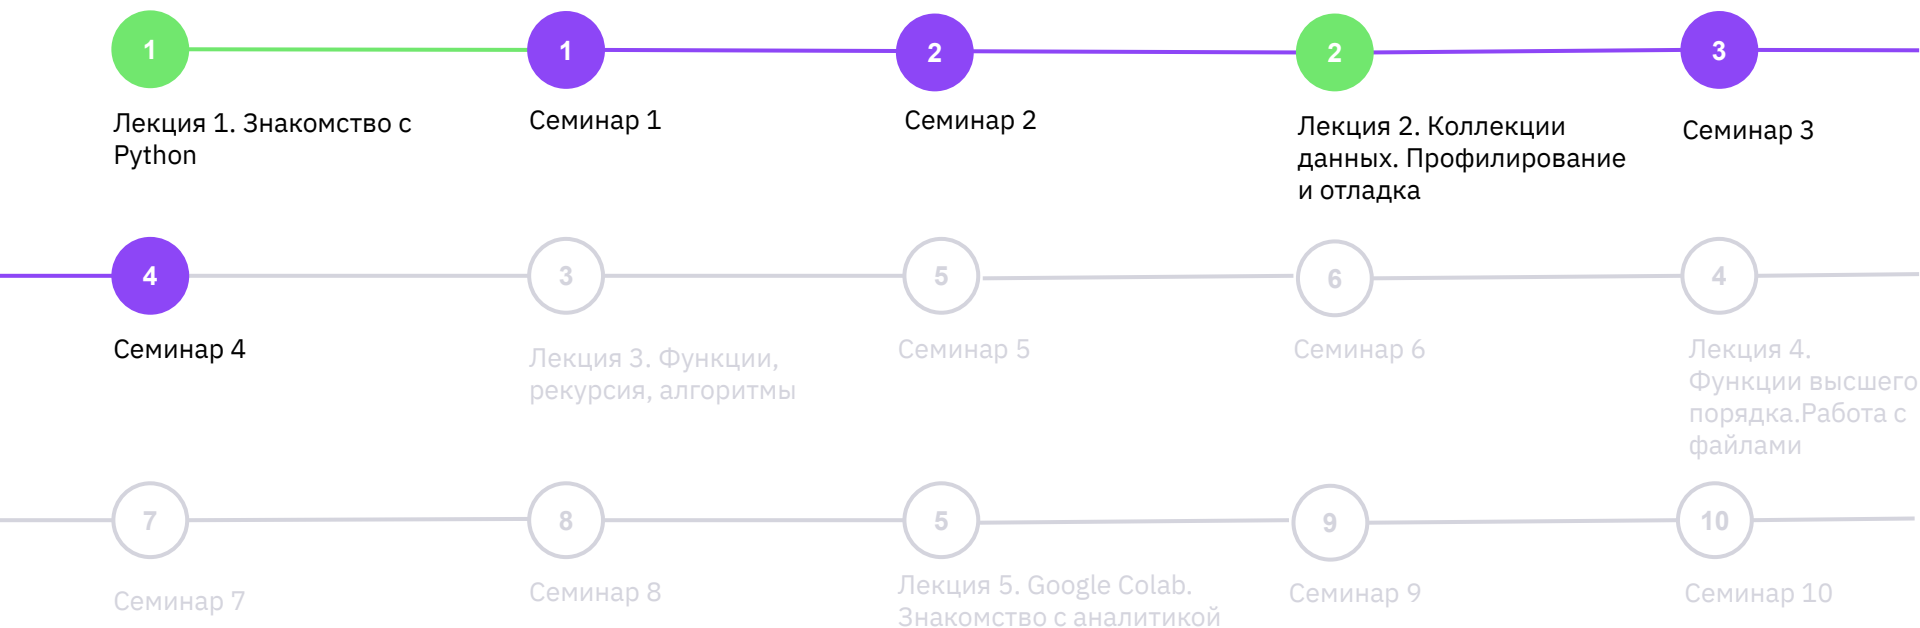 1
1
2
2
3
Лекция 1. Знакомство с
Python
Семинар 1
Семинар 2
Лекция 2. Коллекции
данных. Профилирование
и отладка
Семинар 3
4
3
5
6
4
Семинар 4
Лекция 3. Функции,
рекурсия, алгоритмы
Семинар 5
Семинар 6
Лекция 4.
Функции высшего
порядка.Работа с
файлами
7
8
5
9
10
Семинар 7
Семинар 8
Лекция 5. Google Colab.
Знакомство с аналитикой
Семинар 9
Семинар 10